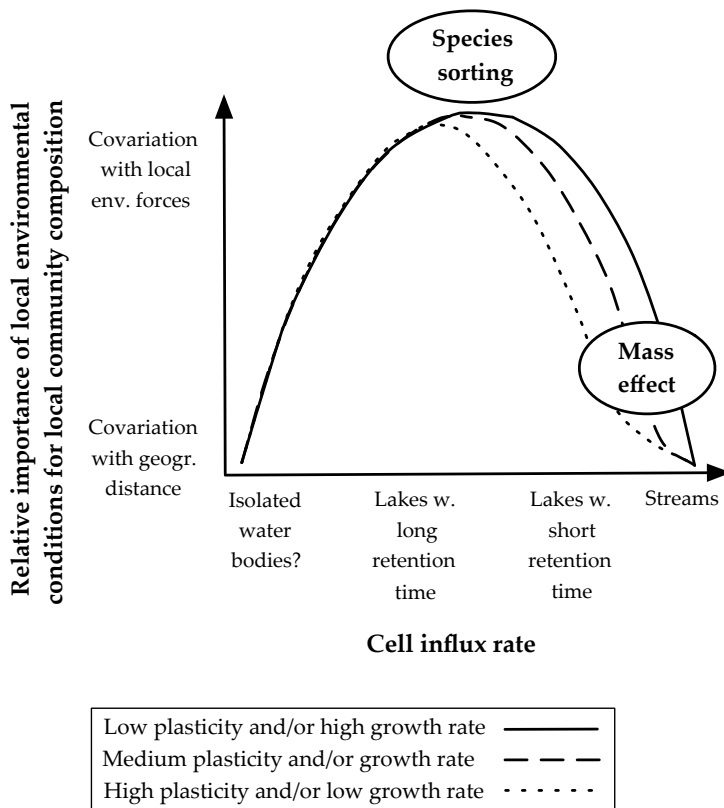 Species
sorting
Relative importance of local environmental
conditions for local community composition
Covariation
with local
env. forces
Mass
effect
Covariation
with geogr.
distance
Isolated
water
bodies?
Lakes w.
long
retention
time
Lakes w.
short
retention
time
Streams
Cell influx rate
Low plasticity and/or high growth rate
Medium plasticity and/or growth rate
High plasticity and/or low growth rate